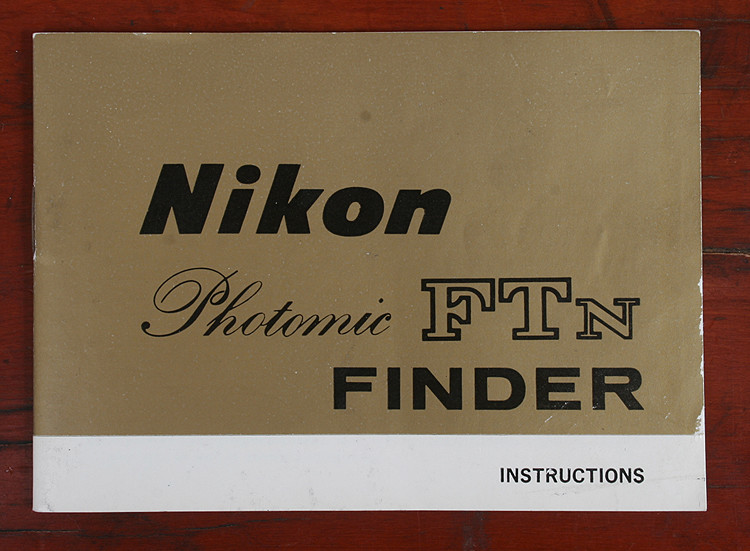 Nikon
Photomic FTN
FINDER
INSTRUCTIONS